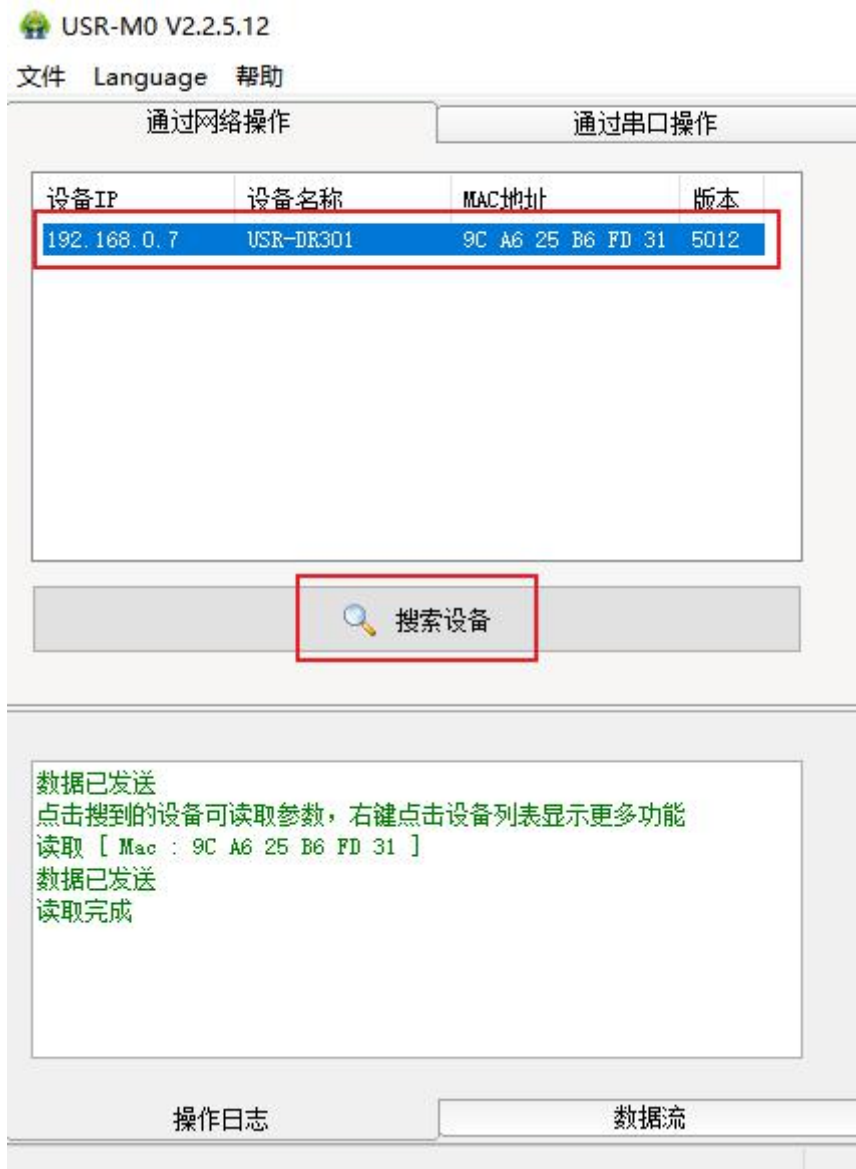 USR-M0 V2.2.5.12
文件 Language 帮助
通过网络操作 通过串口操作
设备IP 设备名称 MAC地址 版本
192.168.0.7 USR-DR301 9C A6 25 B6 FD 31 5012
搜索设备
数据已发送
点击搜到的设备可读取参数，右键点击设备列表显示更多功能
读取 [ Mac : 9C A6 25 B6 FD 31 ]
数据已发送
读取完成
操作日志 数据流